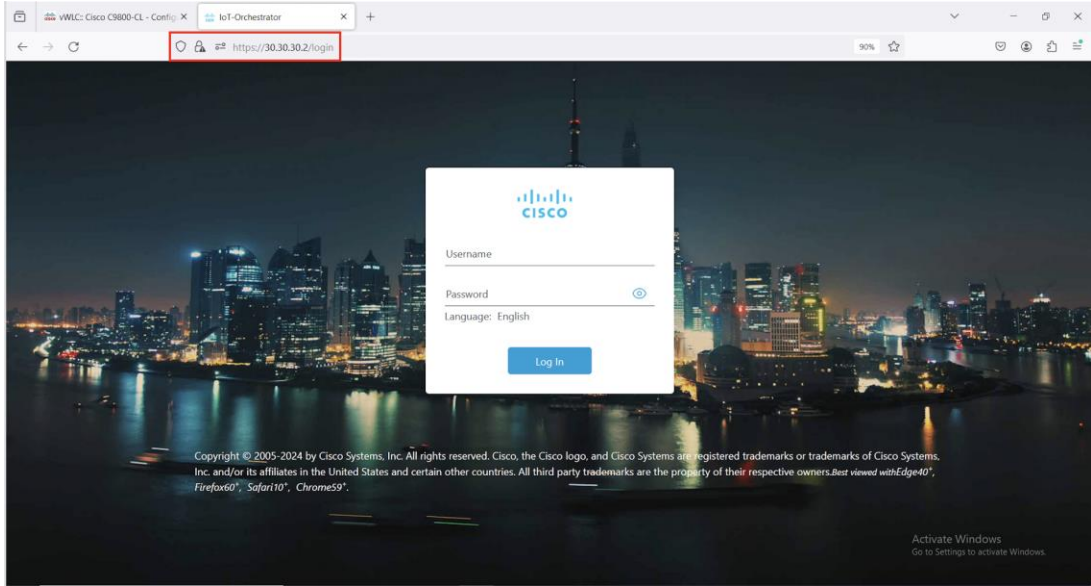 vWLC:: Cisco C9800-CL - Config
IoT-Orchestrator
https://30.30.30.2/login
90%
CISCO
Username
Password
Language: English
Log In
Copyright © 2005-2024 by Cisco Systems, Inc. All rights reserved. Cisco, the Cisco logo, and Cisco Systems are registered trademarks or trademarks of Cisco Systems,
Inc. and/or its affiliates in the United States and certain other countries. All third party trademarks are the property of their respective owners.Best viewed withEdge40+,
Firefox60+, Safari10+, Chrome59+.
Activate Windows
Go to Settings to activate Windows.